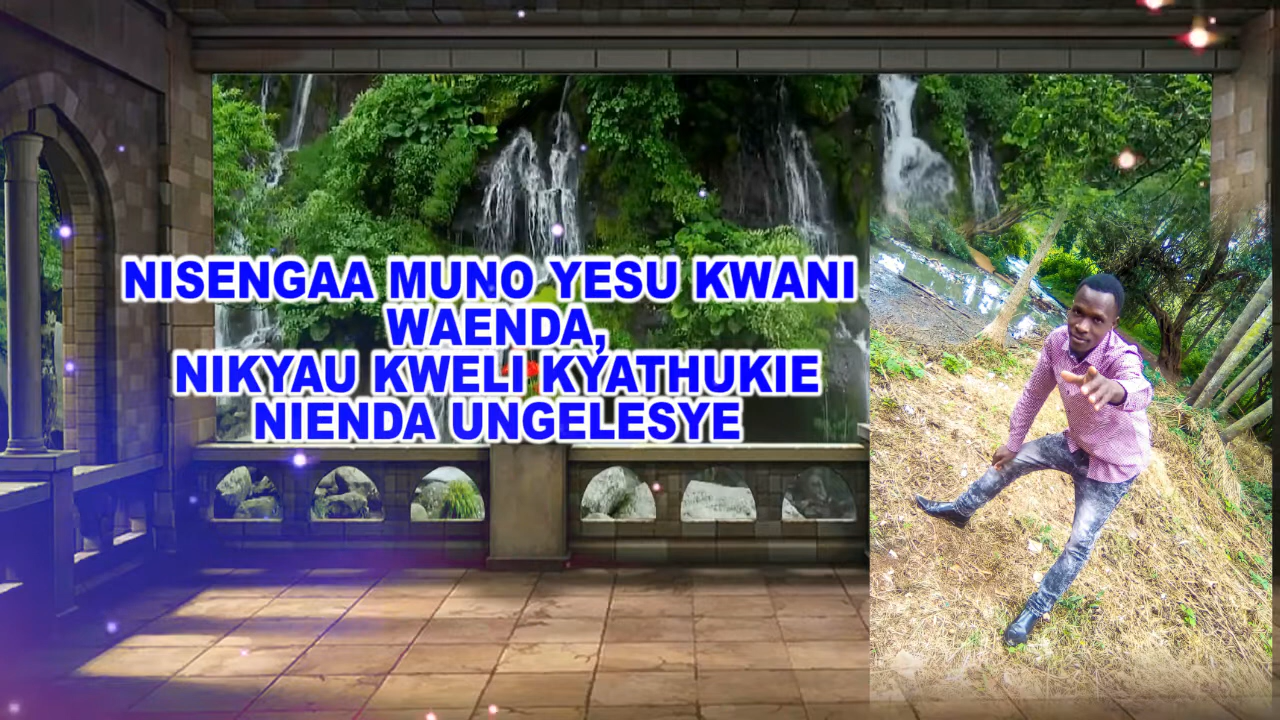 NISENGAA MUNO YESU KWANI
WAENDA,
NIKYAU KWELI KYATHUKIE
NIENDA UNGELESYE